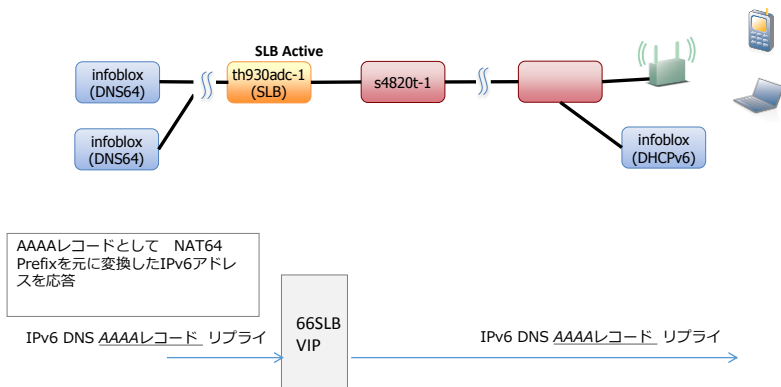 SLB Active
infoblox
(DNS64)
th930adc-1
(SLB)
s4820t-1
infoblox
(DNS64)
infoblox
(DHCPv6)
AAAAレコードとして　NAT64
Prefixを元に変換したIPv6アドレ
スを応答
66SLB
VIP
IPv6 DNS AAAAレコード リプライ
IPv6 DNS AAAAレコード リプライ